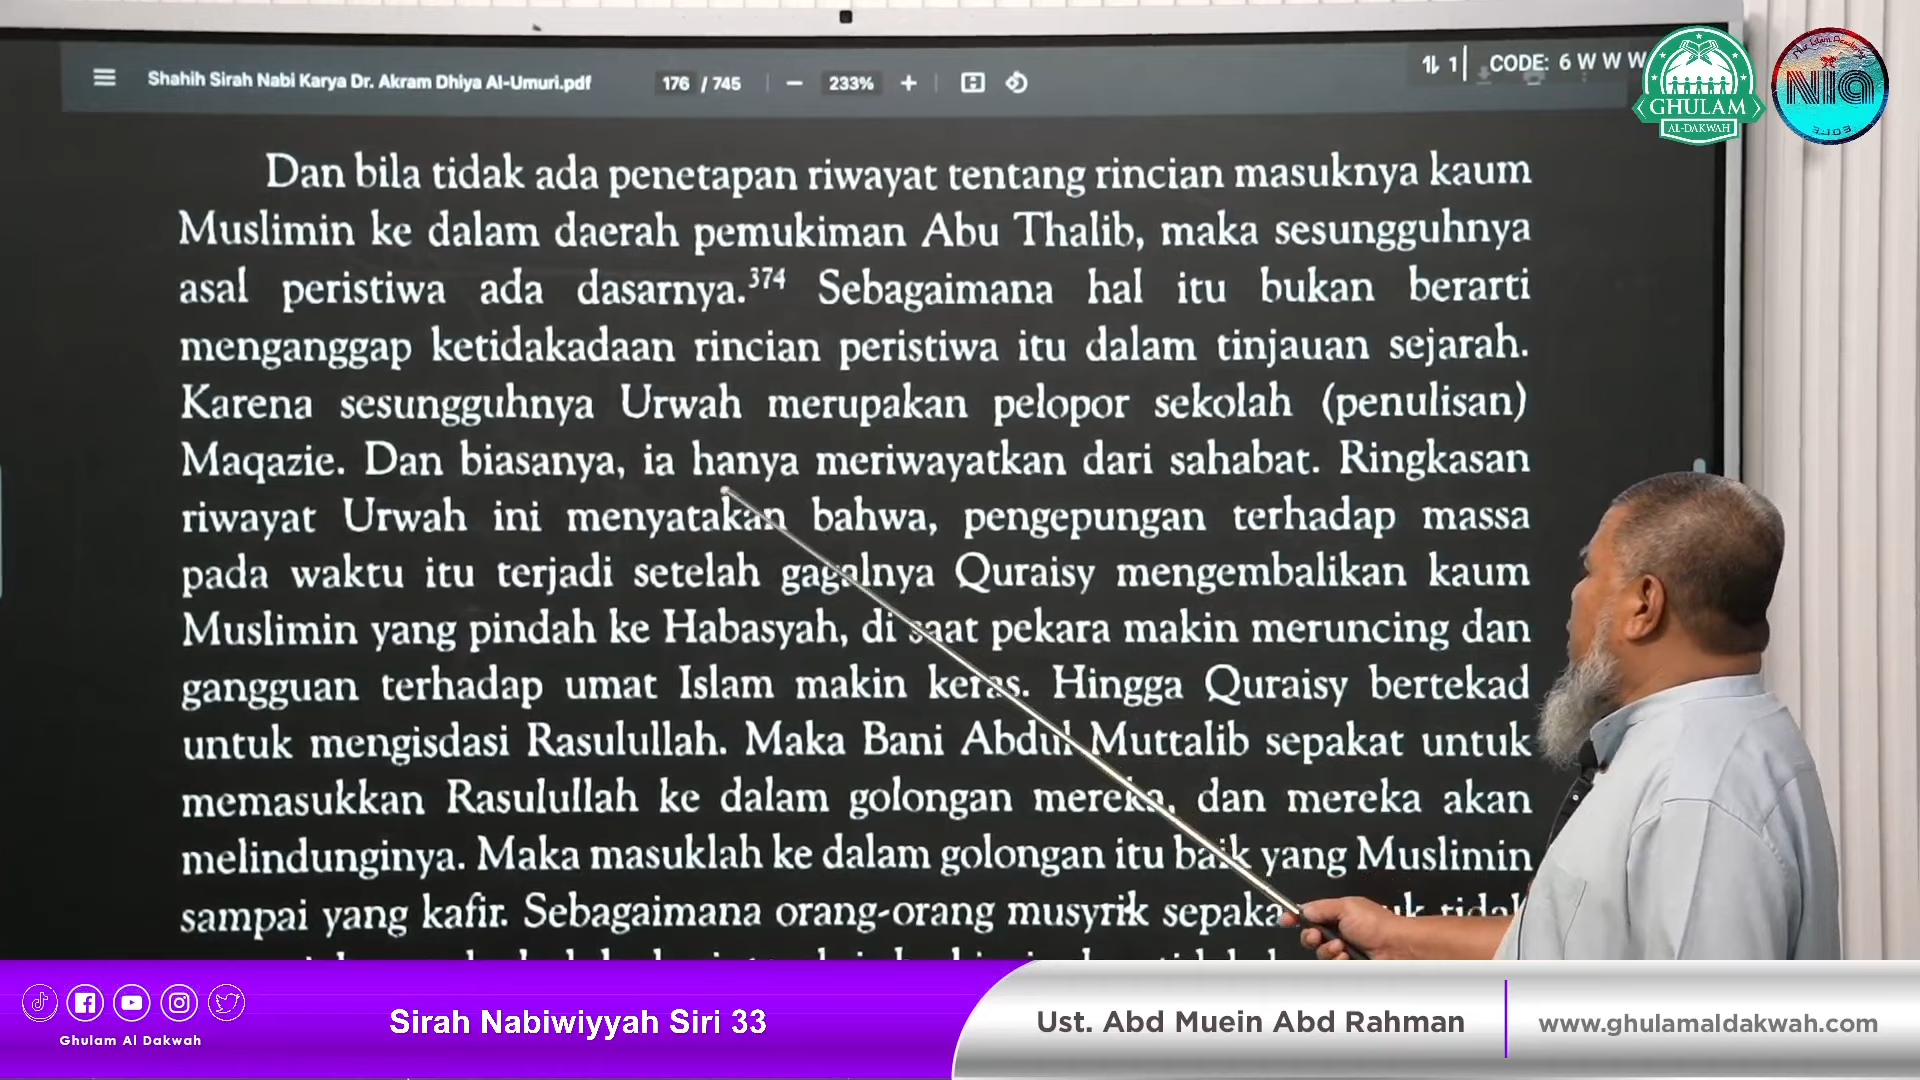 Shahih Sirah Nabi Karya Dr. Akram Dhiya Al-Umuri.pdf 176 / 745 − 233% +
1 CODE: 6 W W W
GHULAM
AL-DAKWAH
Nia
Dan bila tidak ada penetapan riwayat tentang rincian masuknya kaum
Muslimin ke dalam daerah pemukiman Abu Thalib, maka sesungguhnya
asal peristiwa ada dasarnya.374 Sebagaimana hal itu bukan berarti
menganggap ketidakadaan rincian peristiwa itu dalam tinjauan sejarah.
Karena sesungguhnya Urwah merupakan pelopor sekolah (penulisan)
Maqazie. Dan biasanya, ia hanya meriwayatkan dari sahabat. Ringkasan
riwayat Urwah ini menyatakan bahwa, pengepungan terhadap massa
pada waktu itu terjadi setelah gagalnya Quraisy mengembalikan kaum
Muslimin yang pindah ke Habasyah, di saat pekara makin meruncing dan
gangguan terhadap umat Islam makin keras. Hingga Quraisy bertekad
untuk mengisdasi Rasulullah. Maka Bani Abdul Muttalib sepakat untuk
memasukkan Rasulullah ke dalam golongan mereka, dan mereka akan
melindunginya. Maka masuklah ke dalam golongan itu baik yang Muslimin
sampai yang kafir. Sebagaimana orang-orang musyrik sepaka uk tidak
Ghulam Al Dakwah
Sirah Nabiwiyyah Siri 33
Ust. Abd Muein Abd Rahman
www.ghulamaldakwah.com